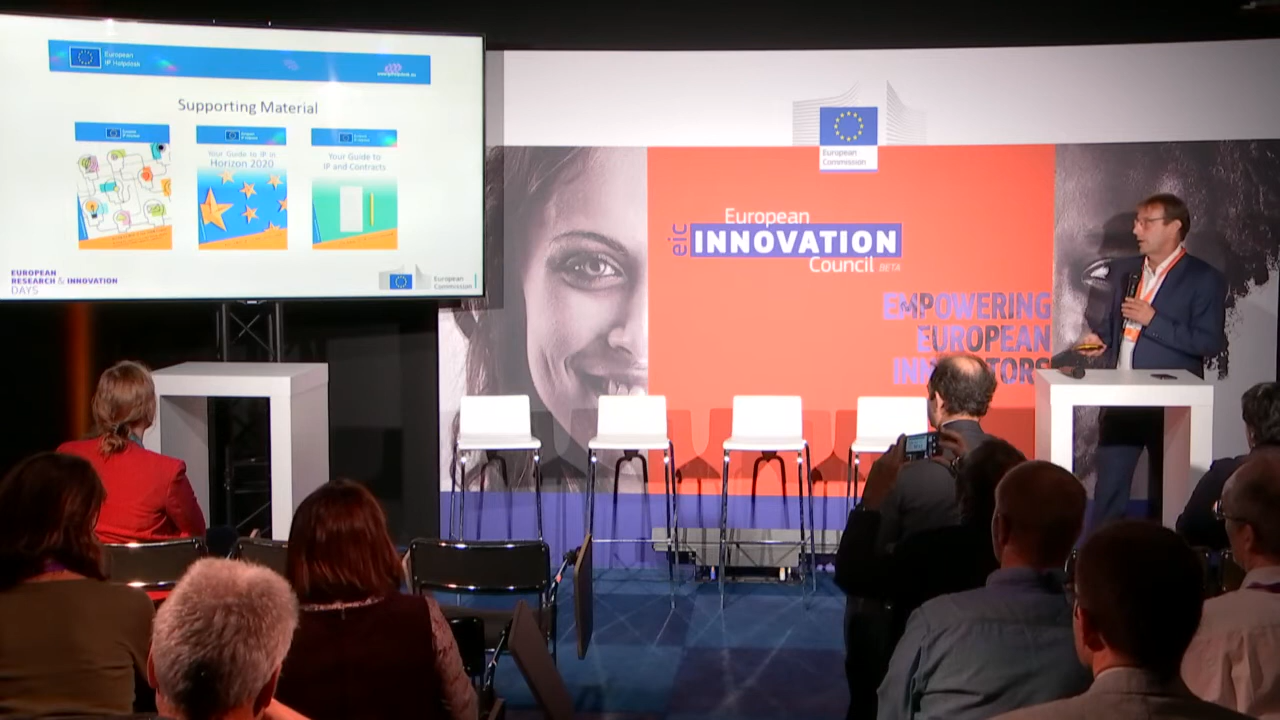 European
IP Helpdesk
Supporting Material
Your Guide to IP in
Horizon 2020
Your Guide to
IP and Contracts
EUROPEAN
RESEARCH & INNOVATION
DAYS
European
Commission
European
Commission
eic
European
INNOVATION
Council BETA
EMPOWERING
EUROPEAN